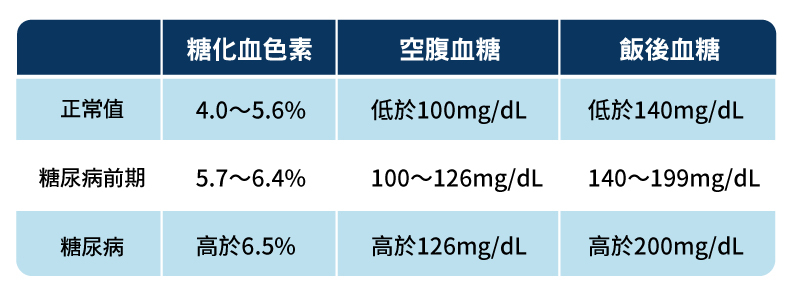 糖化血色素 空腹血糖 飯後血糖
正常值 4.0～5.6% 低於100mg/dL 低於140mg/dL
糖尿病前期 5.7～6.4% 100～126mg/dL 140～199mg/dL
糖尿病 高於6.5% 高於126mg/dL 高於200mg/dL